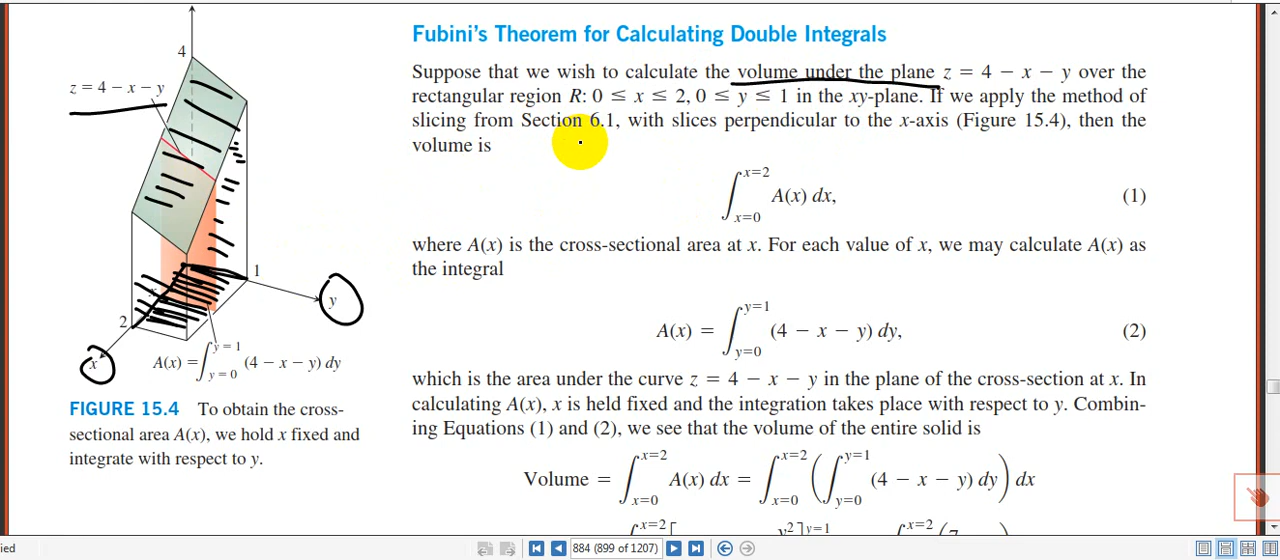 4
z = 4 − x − y
1
y
x
2
x
A(x) = ∫_{y=0}^{y=1} (4 − x − y) dy
FIGURE 15.4 To obtain the cross-
sectional area A(x), we hold x fixed and
integrate with respect to y.
Fubini's Theorem for Calculating Double Integrals
Suppose that we wish to calculate the volume under the plane z = 4 − x − y over the
rectangular region R: 0 ≤ x ≤ 2, 0 ≤ y ≤ 1 in the xy-plane. If we apply the method of
slicing from Section 6.1, with slices perpendicular to the x-axis (Figure 15.4), then the
volume is
∫_{x=0}^{x=2} A(x) dx, (1)
where A(x) is the cross-sectional area at x. For each value of x, we may calculate A(x) as
the integral
A(x) = ∫_{y=0}^{y=1} (4 − x − y) dy, (2)
which is the area under the curve z = 4 − x − y in the plane of the cross-section at x. In
calculating A(x), x is held fixed and the integration takes place with respect to y. Combin-
ing Equations (1) and (2), we see that the volume of the entire solid is
Volume = ∫_{x=0}^{x=2} A(x) dx = ∫_{x=0}^{x=2} (∫_{y=0}^{y=1} (4 − x − y) dy) dx
ied
884 (899 of 1207)